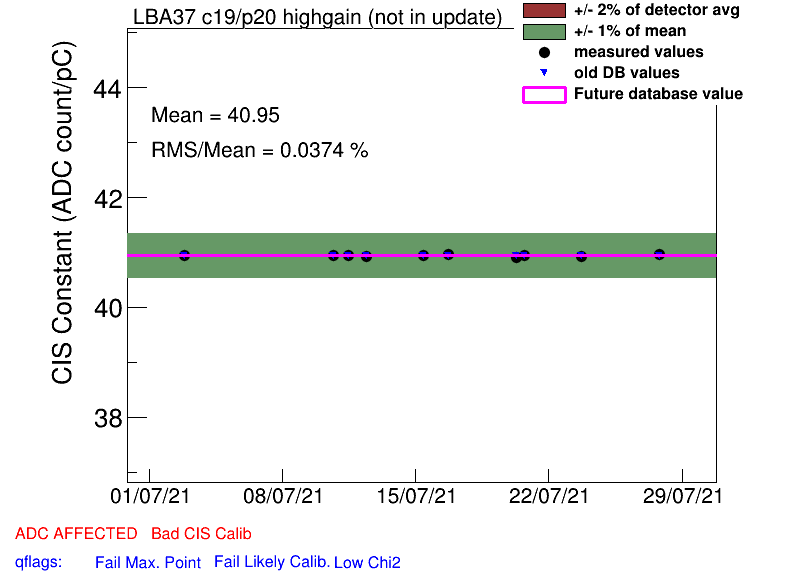 LBA37 c19/p20 highgain (not in update)
+/- 2% of detector avg
+/- 1% of mean
measured values
old DB values
Future database value
Mean = 40.95
RMS/Mean = 0.0374 %
CIS Constant (ADC count/pC)
44
42
40
38
01/07/21 08/07/21 15/07/21 22/07/21 29/07/21
ADC AFFECTED Bad CIS Calib
qflags: Fail Max. Point Fail Likely Calib. Low Chi2